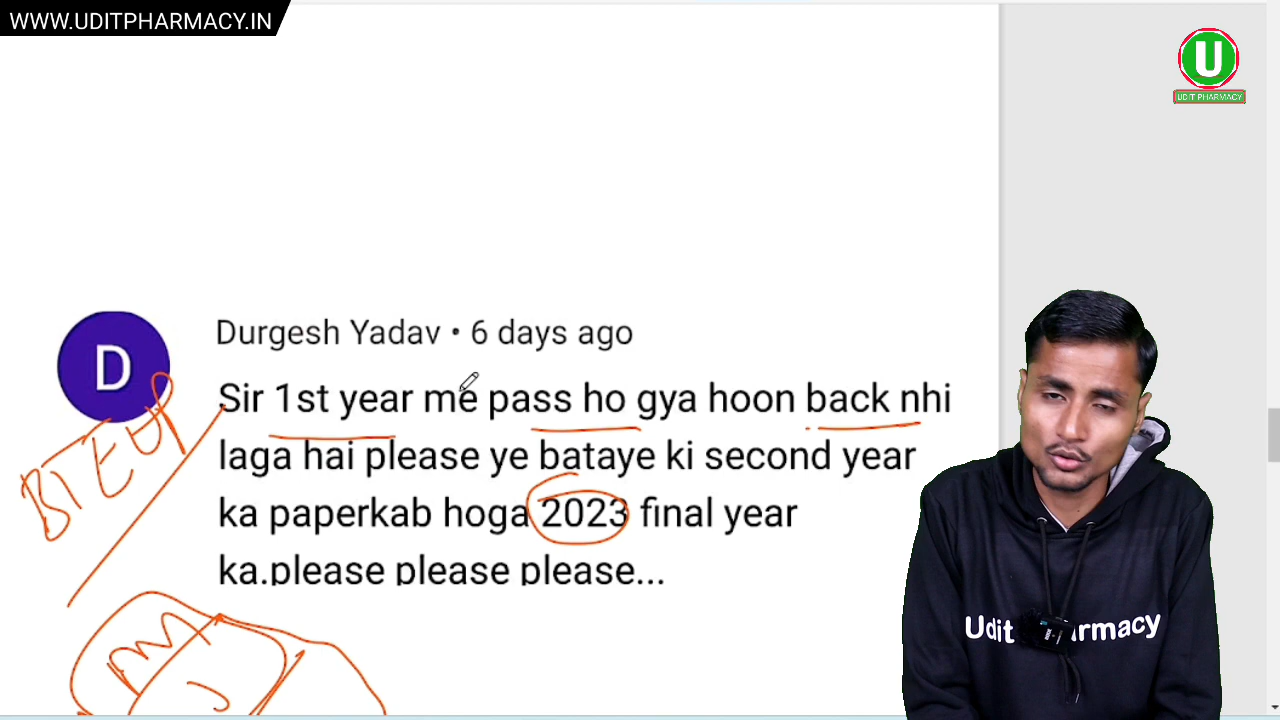 WWW.UDITPHARMACY.IN
U
UDIT PHARMACY
D
Durgesh Yadav • 6 days ago
Sir 1st year me pass ho gya hoon back nhi
laga hai please ye bataye ki second year
ka paperkab hoga 2023 final year
ka.please please please...
BTEUP
Udit